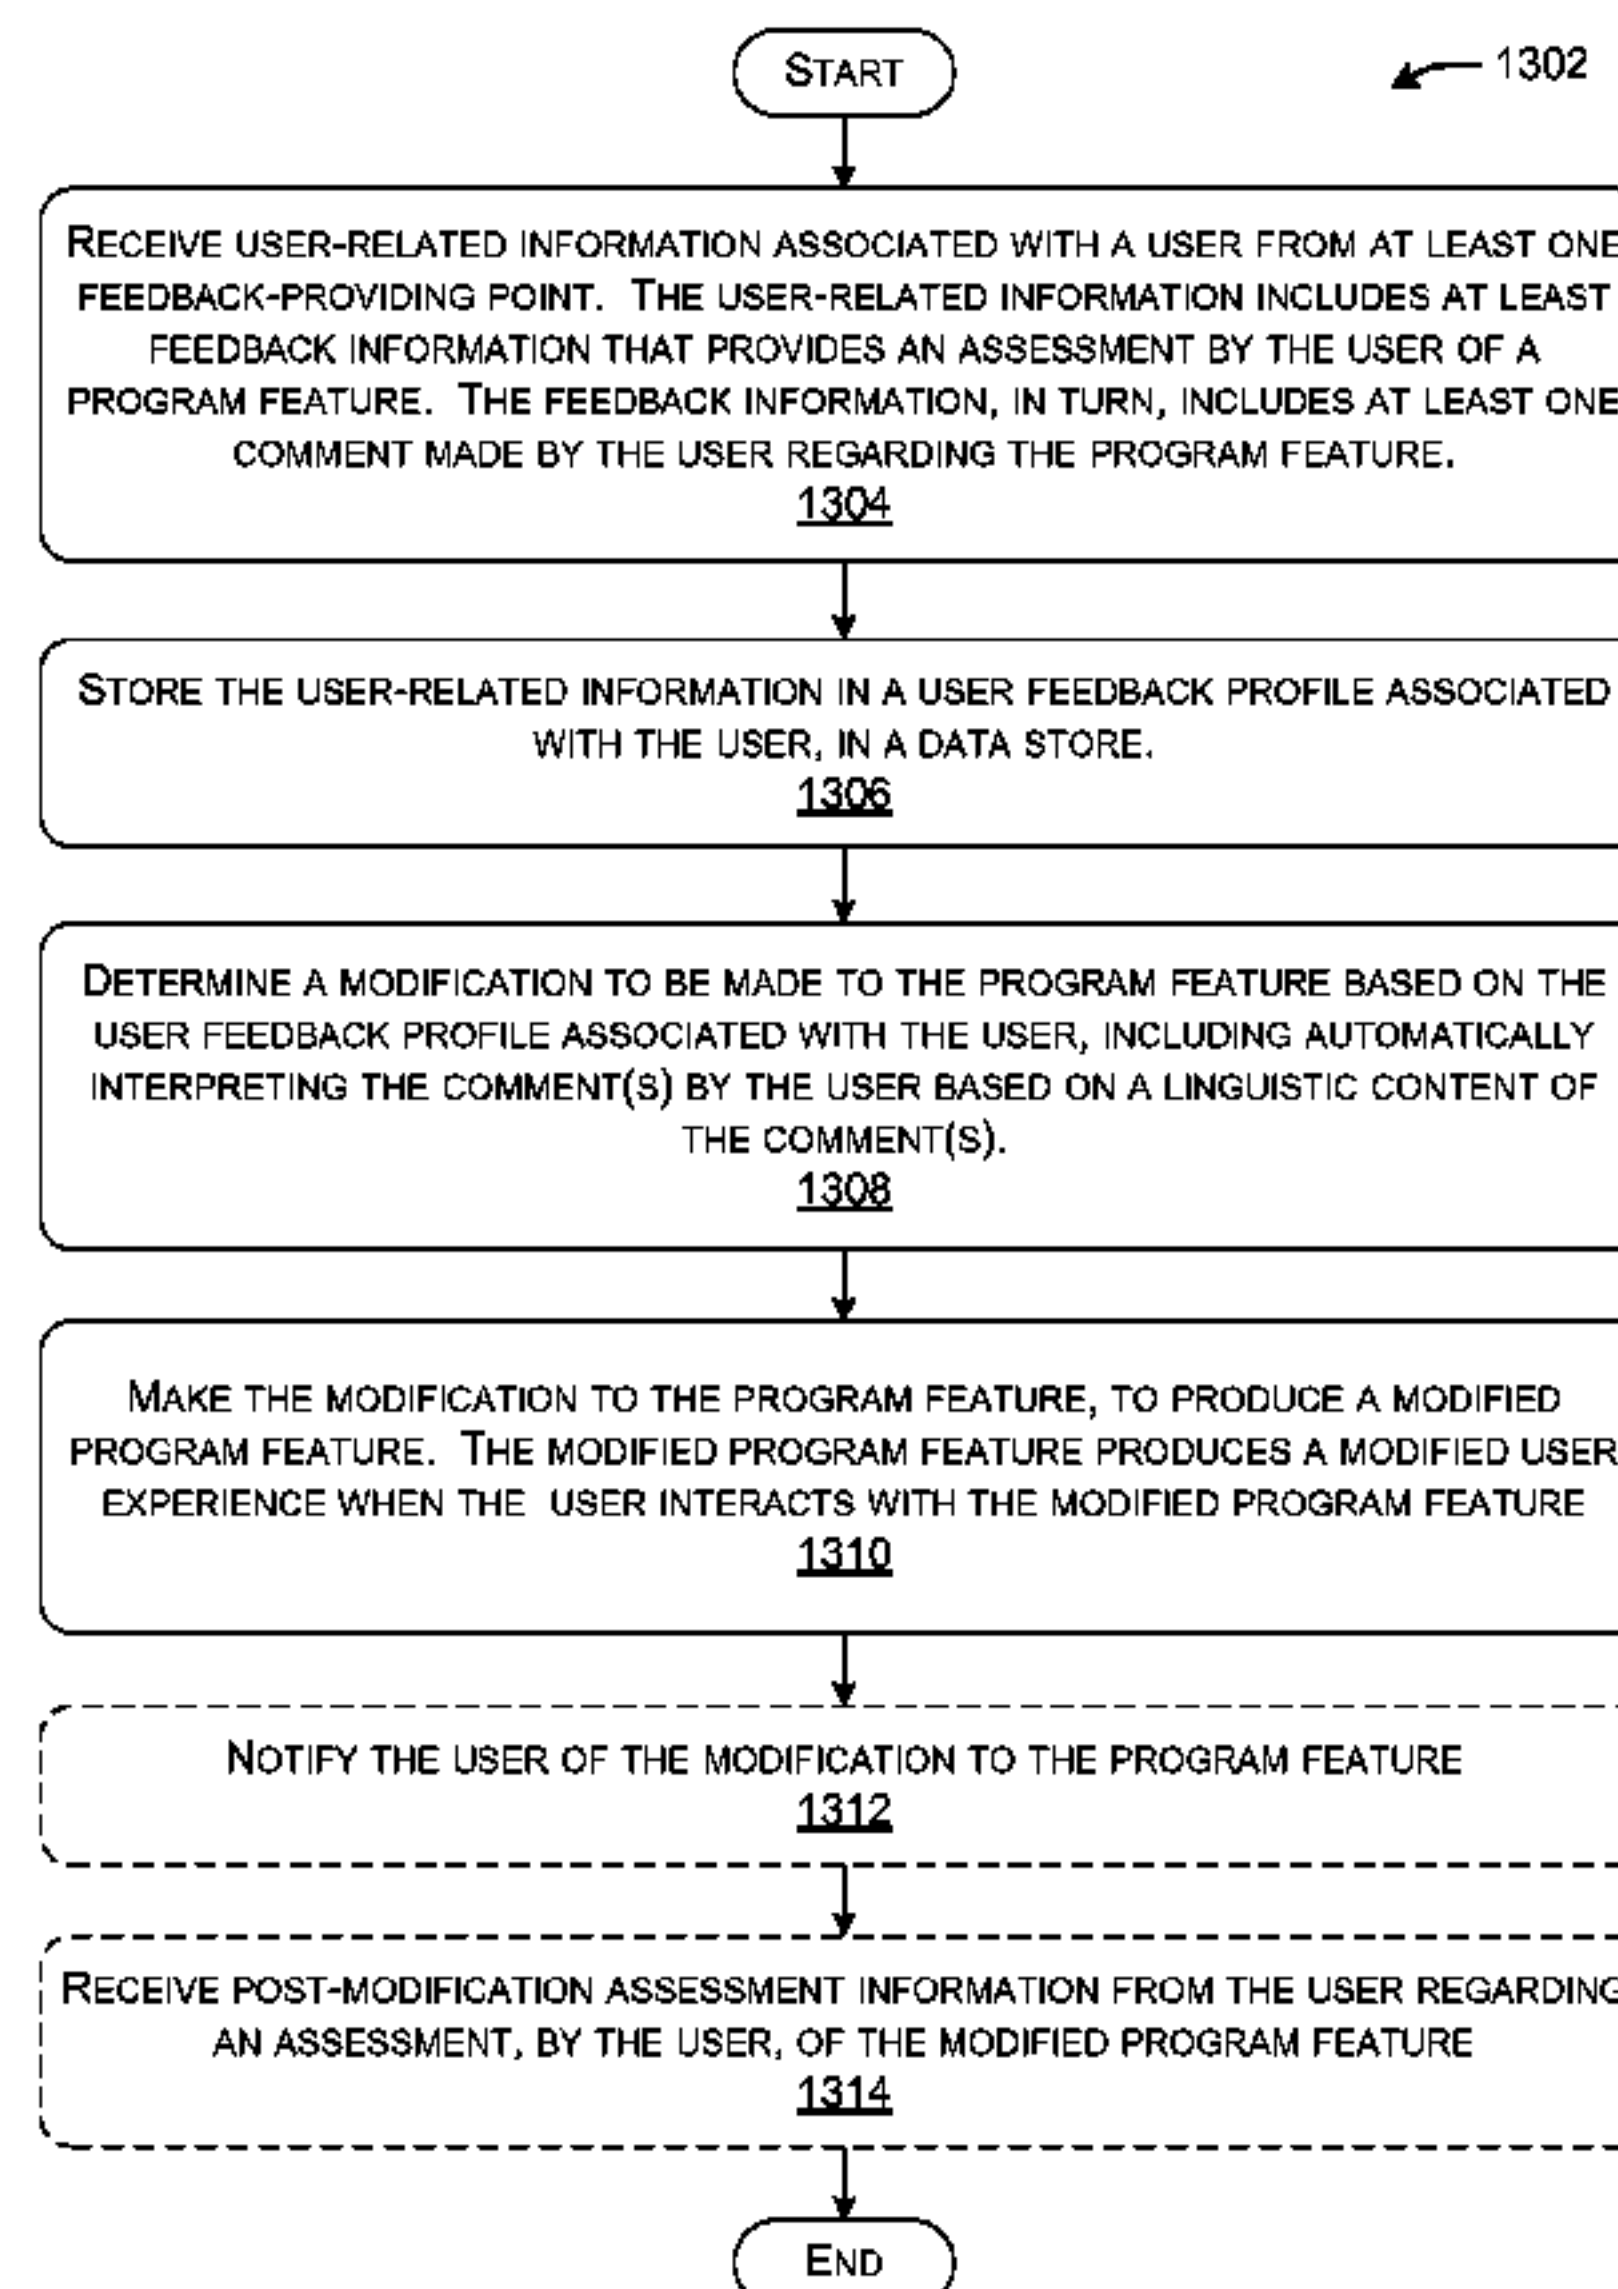 START
1302
RECEIVE USER-RELATED INFORMATION ASSOCIATED WITH A USER FROM AT LEAST ONE
FEEDBACK-PROVIDING POINT. THE USER-RELATED INFORMATION INCLUDES AT LEAST
FEEDBACK INFORMATION THAT PROVIDES AN ASSESSMENT BY THE USER OF A
PROGRAM FEATURE. THE FEEDBACK INFORMATION, IN TURN, INCLUDES AT LEAST ONE
COMMENT MADE BY THE USER REGARDING THE PROGRAM FEATURE.
1304
STORE THE USER-RELATED INFORMATION IN A USER FEEDBACK PROFILE ASSOCIATED
WITH THE USER, IN A DATA STORE.
1306
DETERMINE A MODIFICATION TO BE MADE TO THE PROGRAM FEATURE BASED ON THE
USER FEEDBACK PROFILE ASSOCIATED WITH THE USER, INCLUDING AUTOMATICALLY
INTERPRETING THE COMMENT(S) BY THE USER BASED ON A LINGUISTIC CONTENT OF
THE COMMENT(S).
1308
MAKE THE MODIFICATION TO THE PROGRAM FEATURE, TO PRODUCE A MODIFIED
PROGRAM FEATURE. THE MODIFIED PROGRAM FEATURE PRODUCES A MODIFIED USER
EXPERIENCE WHEN THE USER INTERACTS WITH THE MODIFIED PROGRAM FEATURE
1310
NOTIFY THE USER OF THE MODIFICATION TO THE PROGRAM FEATURE
1312
RECEIVE POST-MODIFICATION ASSESSMENT INFORMATION FROM THE USER REGARDING
AN ASSESSMENT, BY THE USER, OF THE MODIFIED PROGRAM FEATURE
1314
END